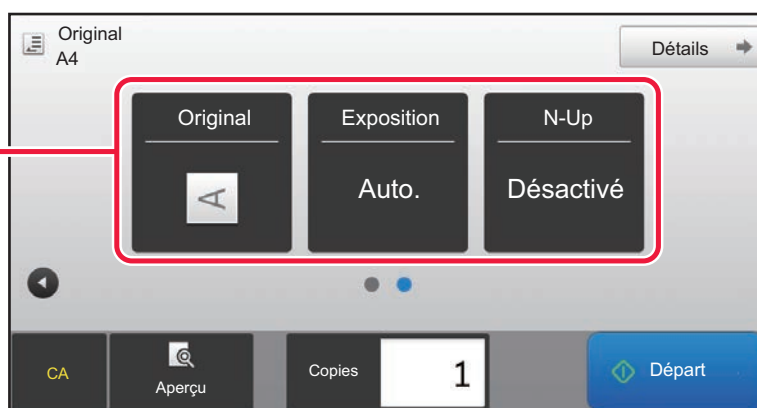 Original
A4
Détails
Original
Exposition
N-Up
A
Auto.
Désactivé
CA
Aperçu
Copies
1
Départ